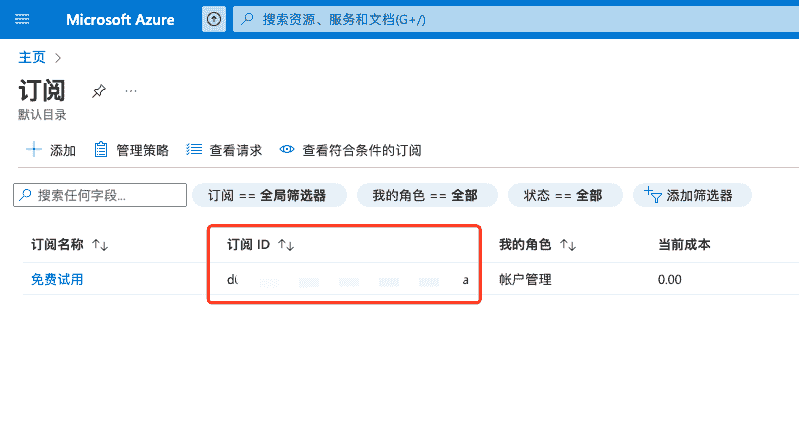 Microsoft Azure 搜索资源、服务和文档(G+/)
主页 >
订阅 ...
默认目录
添加 管理策略 查看请求 查看符合条件的订阅
搜索任何字段... 订阅 == 全局筛选器 我的角色 == 全部 状态 == 全部 添加筛选器
订阅名称 ↑↓ 订阅 ID ↑↓ 我的角色 ↑↓ 当前成本
免费试用 a 帐户管理 0.00